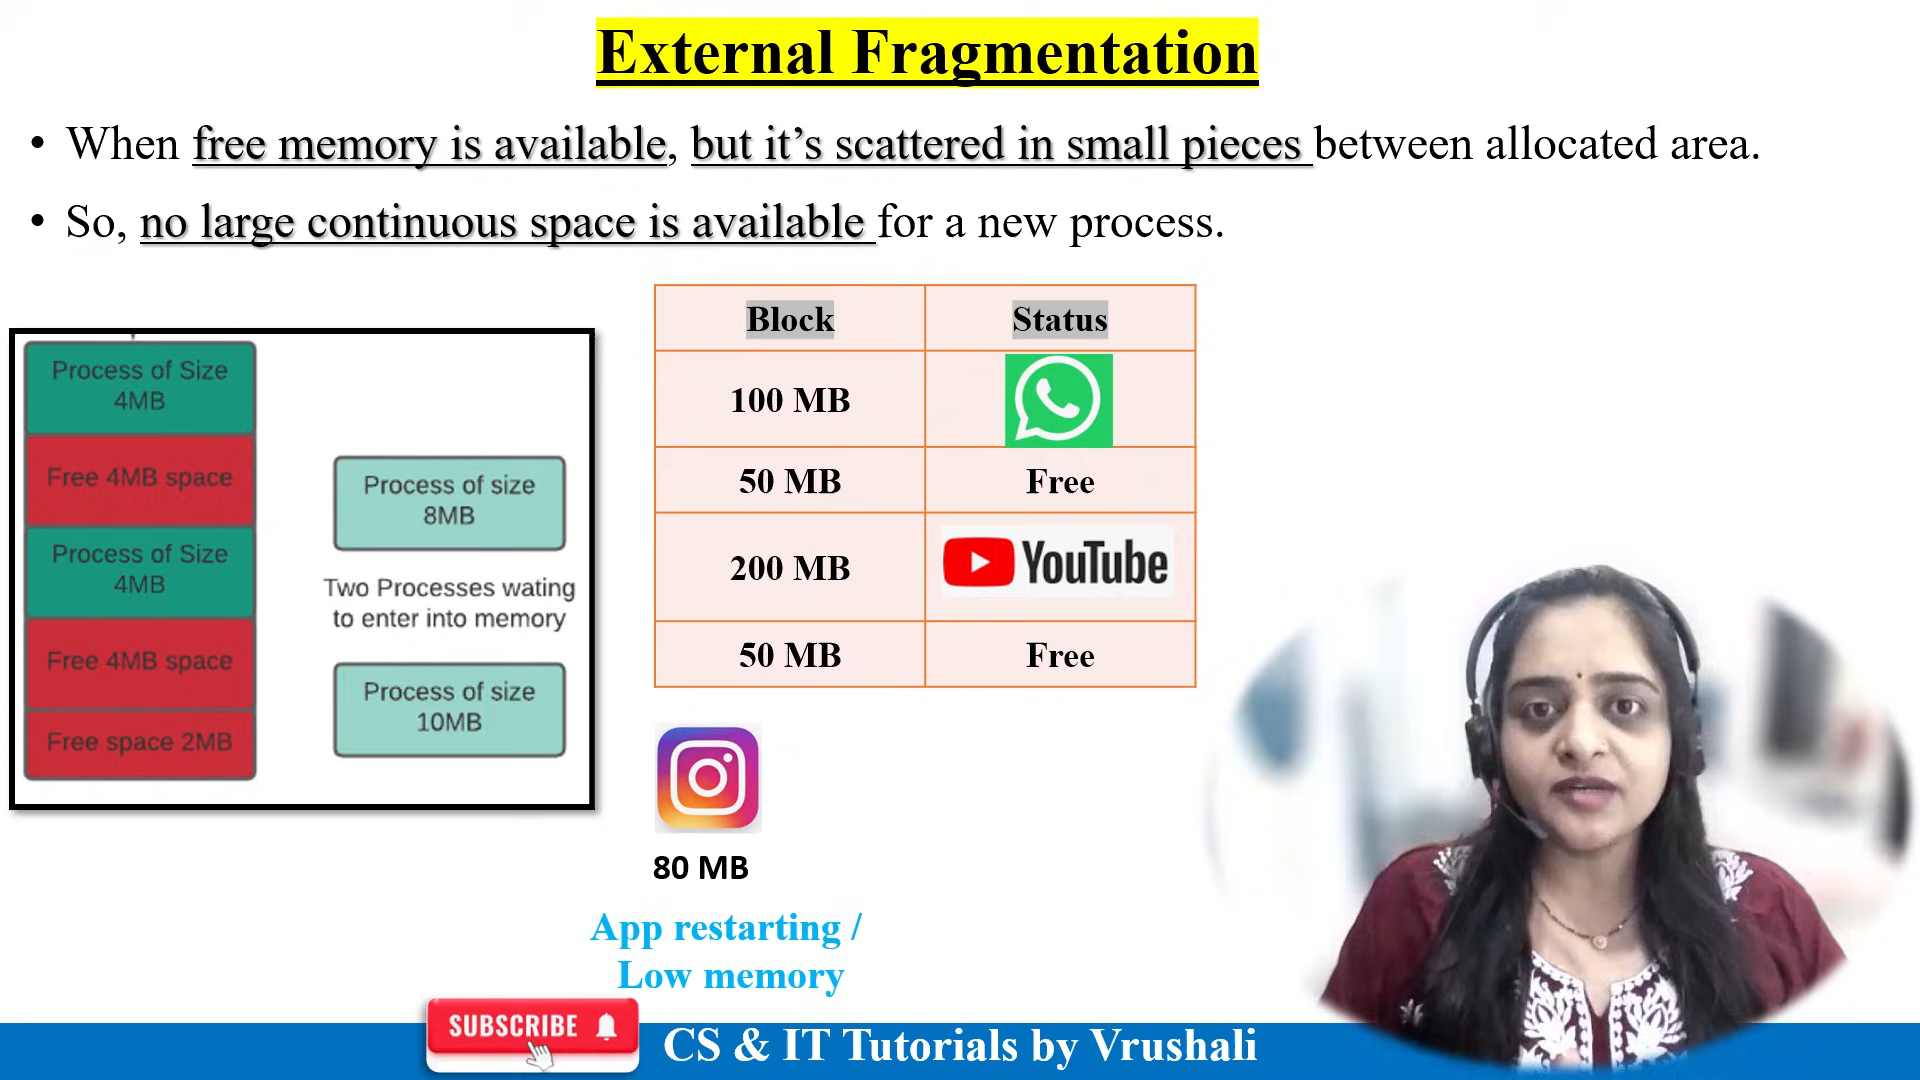 External Fragmentation
• When free memory is available, but it’s scattered in small pieces between allocated area.
• So, no large continuous space is available for a new process.
Process of Size
4MB
Free 4MB space
Process of Size
4MB
Free 4MB space
Free space 2MB
Process of size
8MB
Two Processes wating
to enter into memory
Process of size
10MB
Block Status
100 MB
50 MB Free
200 MB YouTube
50 MB Free
80 MB
App restarting /
Low memory
SUBSCRIBE
CS & IT Tutorials by Vrushali